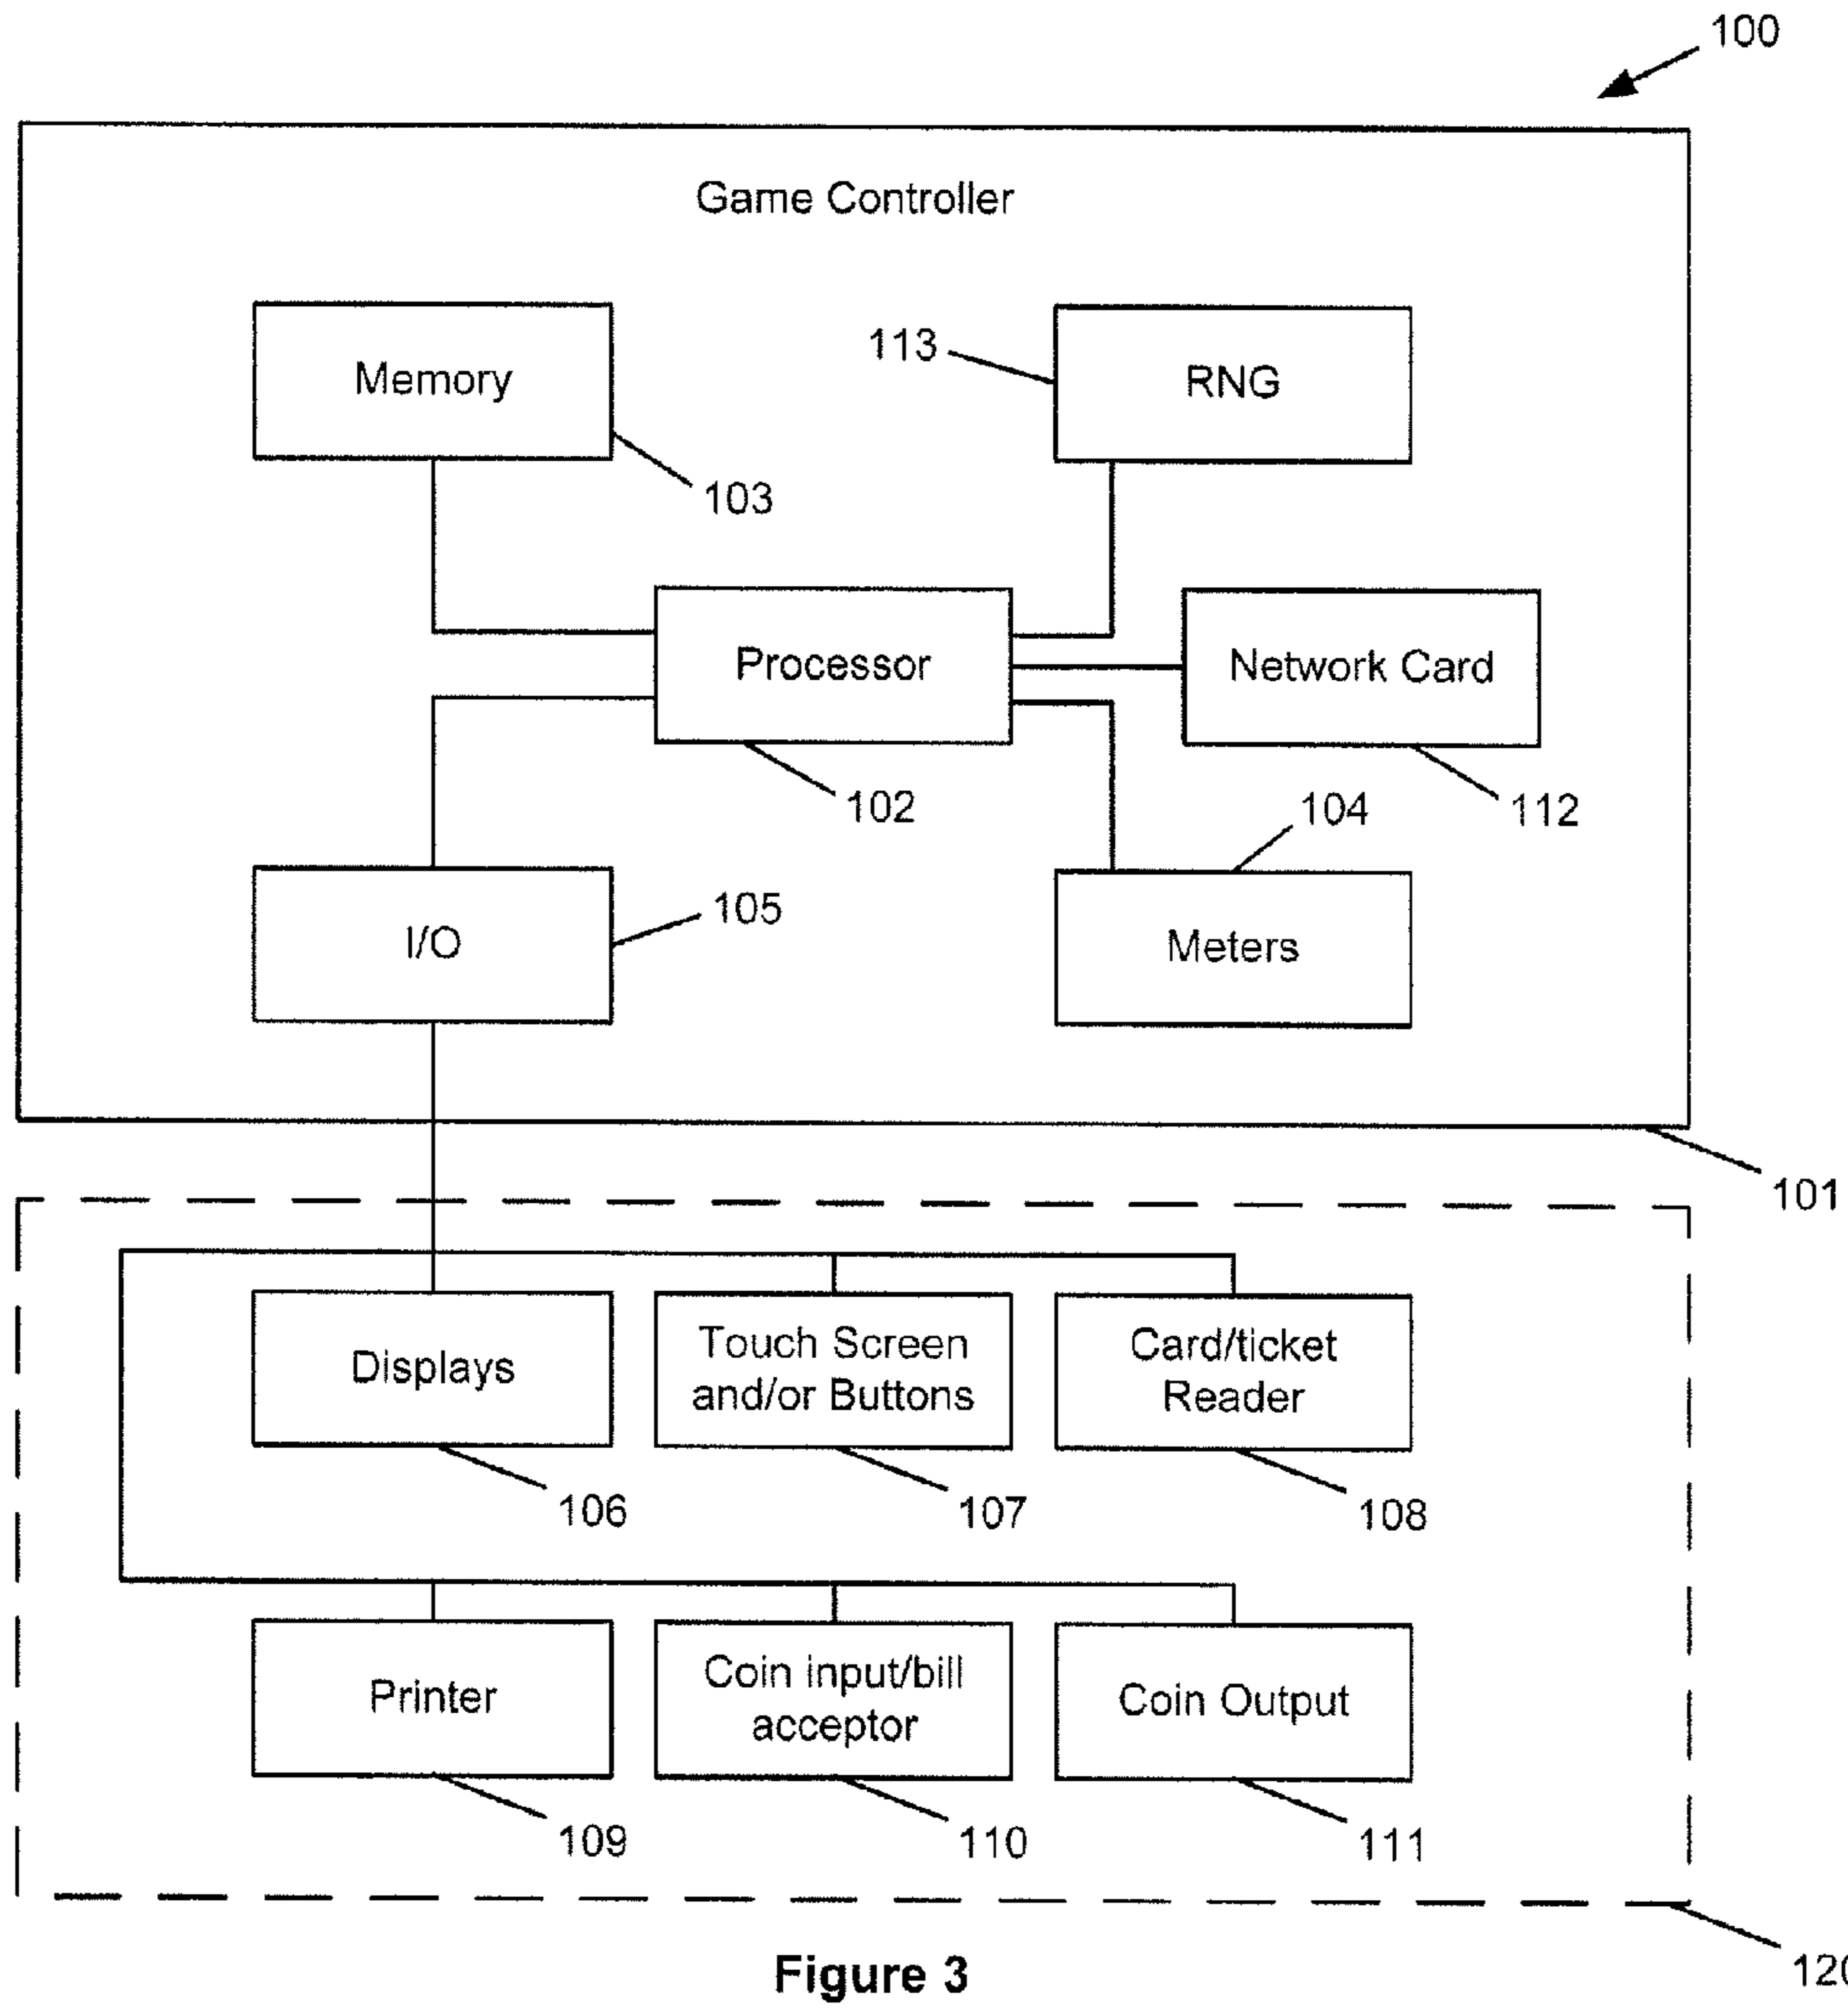 100
Game Controller
Memory
113
RNG
103
Processor
Network Card
102
104
112
I/O
105
Meters
101
Displays
Touch Screen
and/or Buttons
Card/ticket
Reader
106
107
108
Printer
Coin input/bill
acceptor
Coin Output
109
110
111
Figure 3
120